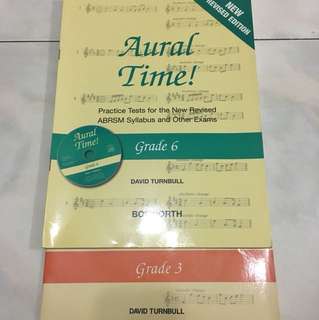 NEW
REVISED EDITION
Aural
Time!
Practice Tests for the New Revised
ABRSM Syllabus and Other Exams
Aural
Time!
Grade 6
DAVID TURNBULL
Grade 3
DAVID TURNBULL